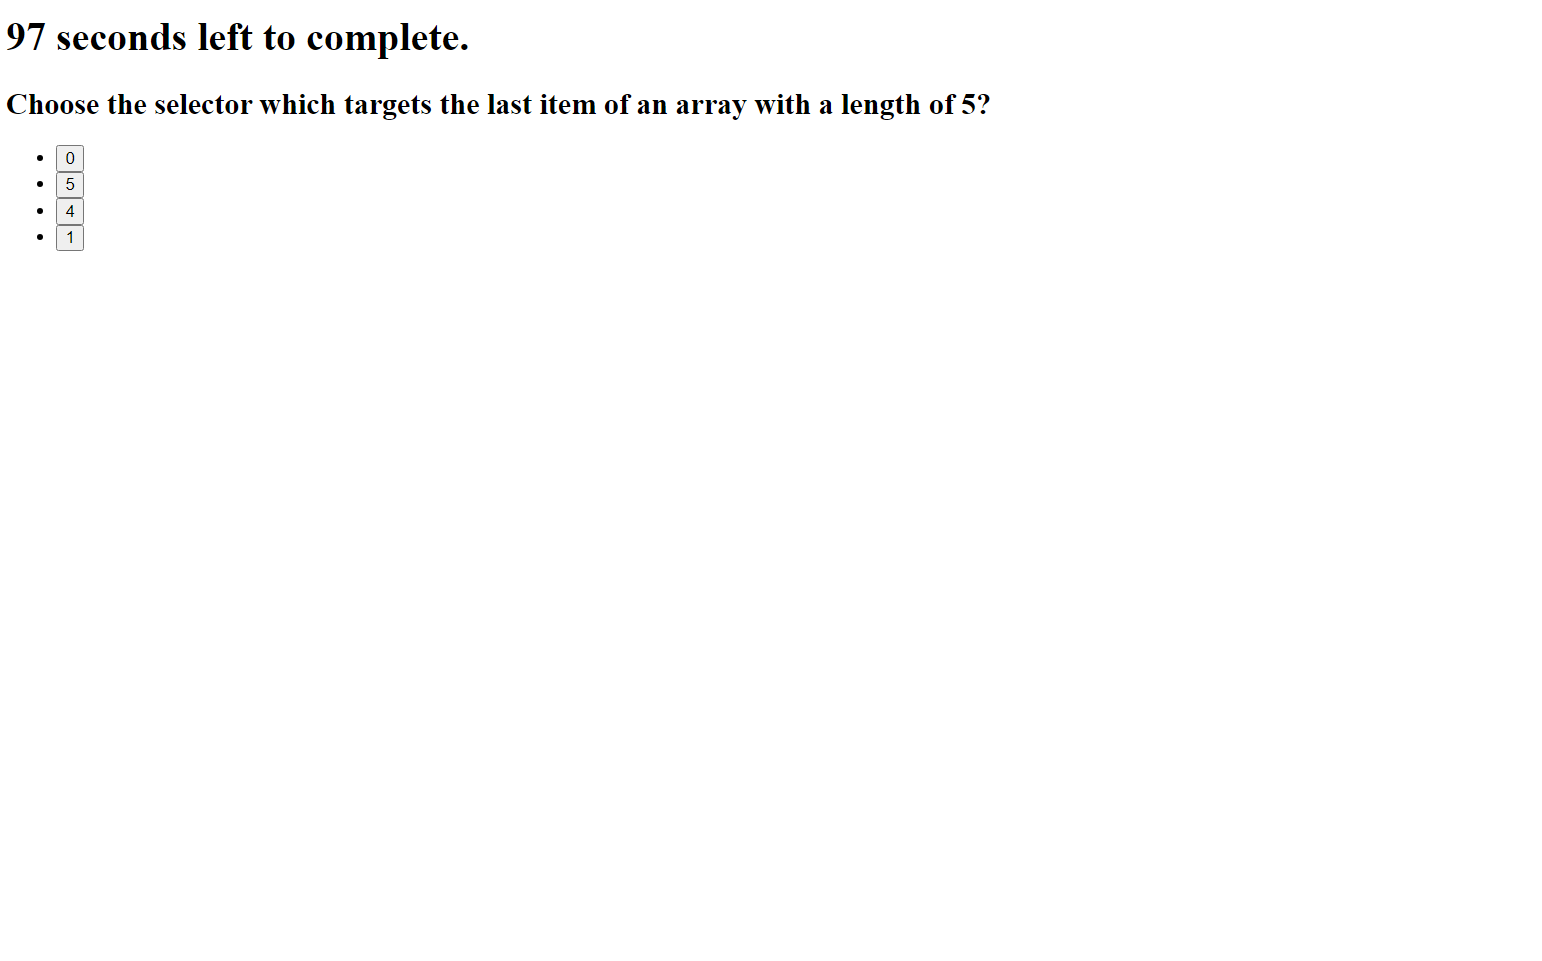 97 seconds left to complete.
Choose the selector which targets the last item of an array with a length of 5?
0
5
4
1